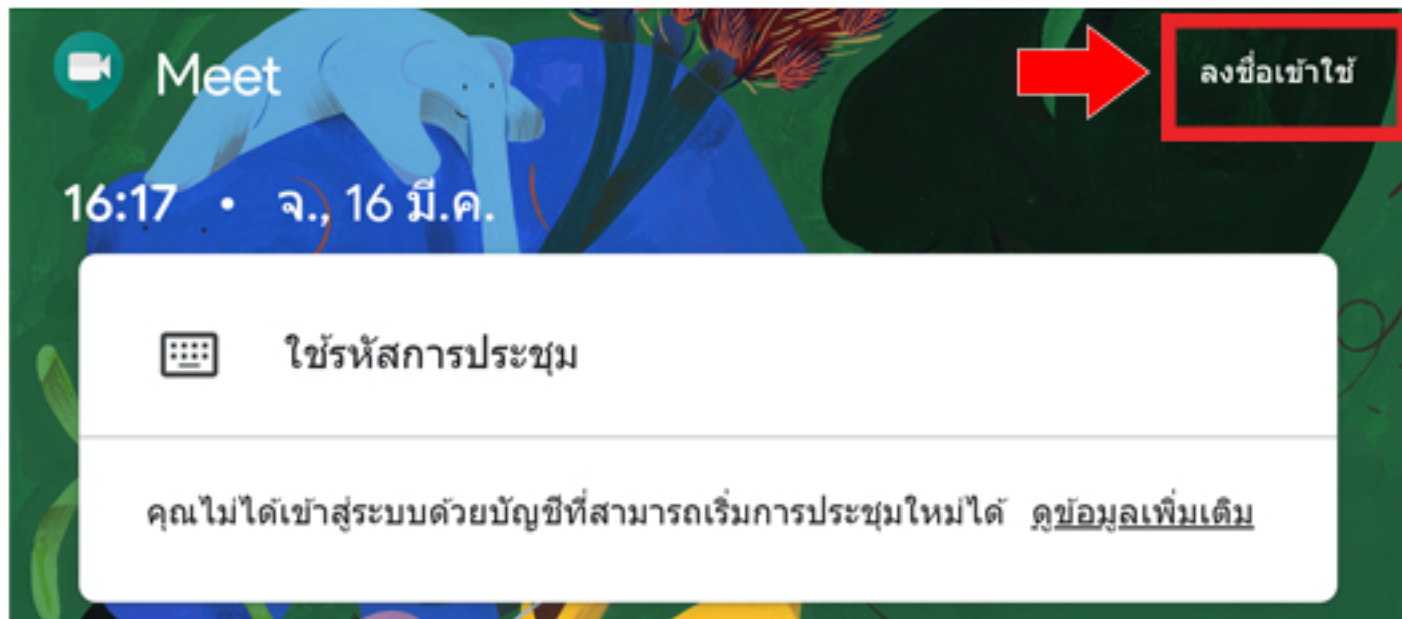 Meet
ลงชื่อเข้าใช้
16:17 • จ., 16 มี.ค.
ใช้รหัสการประชุม
คุณไม่ได้เข้าสู่ระบบด้วยบัญชีที่สามารถเริ่มการประชุมใหม่ได้ ดูข้อมูลเพิ่มเติม